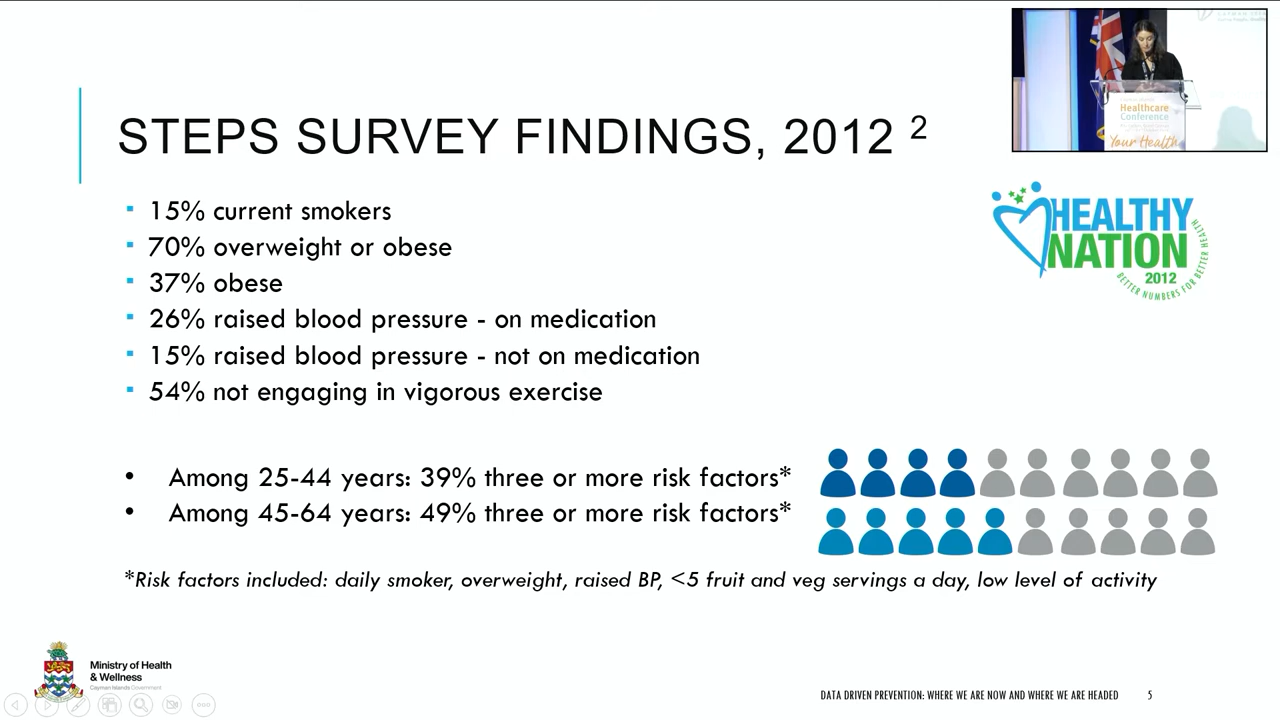 Healthcare
Conference
Your Health
STEPS SURVEY FINDINGS, 2012 ²
HEALTHY
NATION
2012
BETTER NUMBERS FOR BETTER HEALTH
▪ 15% current smokers
▪ 70% overweight or obese
▪ 37% obese
▪ 26% raised blood pressure - on medication
▪ 15% raised blood pressure - not on medication
▪ 54% not engaging in vigorous exercise
• Among 25-44 years: 39% three or more risk factors*
• Among 45-64 years: 49% three or more risk factors*
*Risk factors included: daily smoker, overweight, raised BP, <5 fruit and veg servings a day, low level of activity
Ministry of Health
& Wellness
Cayman Islands Government
DATA DRIVEN PREVENTION: WHERE WE ARE NOW AND WHERE WE ARE HEADED 5